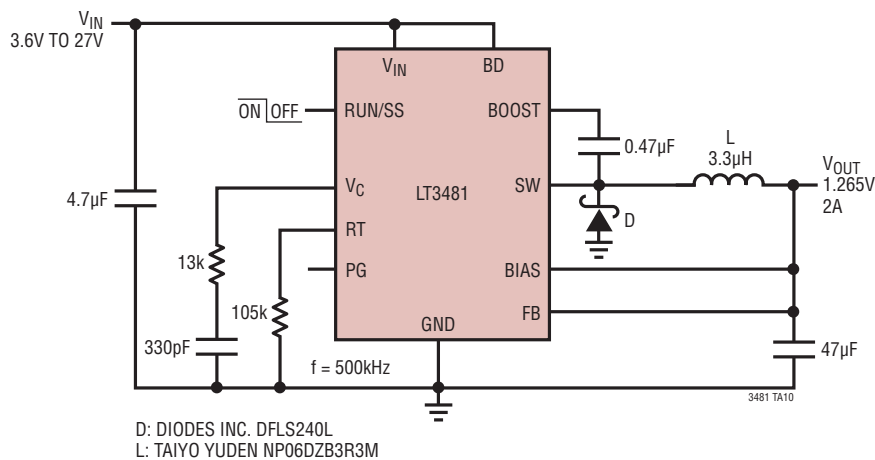 VIN
3.6V TO 27V
VIN
BD
ON OFF
RUN/SS
BOOST
0.47µF
L
3.3µH
VOUT
1.265V
2A
4.7µF
VC
LT3481
SW
D
RT
13k
PG
BIAS
105k
FB
GND
330pF
f = 500kHz
47µF
3481 TA10
D: DIODES INC. DFLS240L
L: TAIYO YUDEN NP06DZB3R3M